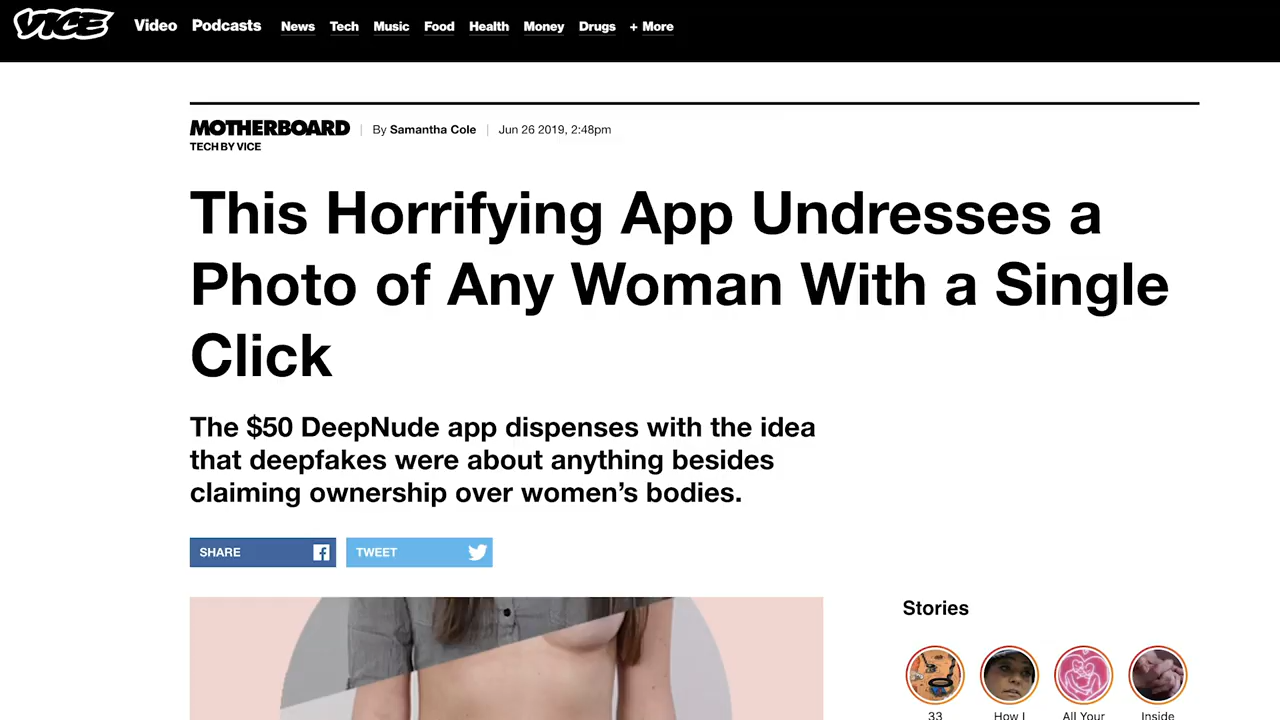 VICE Video Podcasts News Tech Music Food Health Money Drugs + More
MOTHERBOARD By Samantha Cole Jun 26 2019, 2:48pm
TECH BY VICE
This Horrifying App Undresses a
Photo of Any Woman With a Single
Click
The $50 DeepNude app dispenses with the idea
that deepfakes were about anything besides
claiming ownership over women’s bodies.
SHARE TWEET
Stories
33 How I All Your Inside